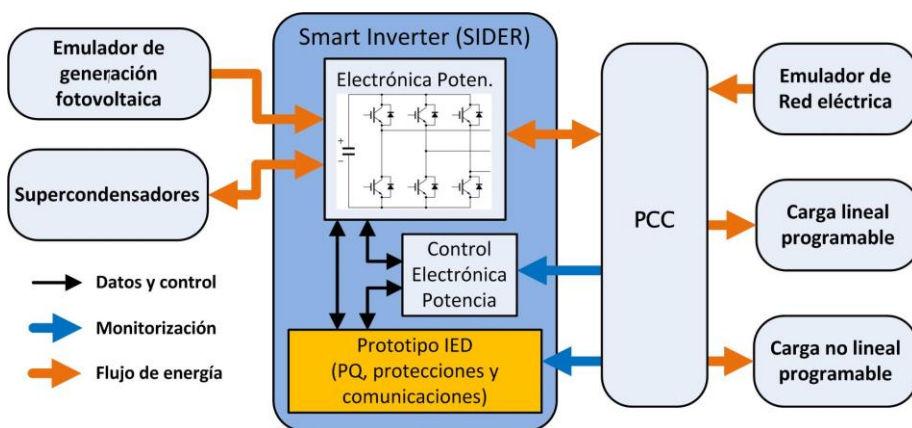 Emulador de
generación
fotovoltaica
Supercondensadores
Datos y control
Monitorización
Flujo de energía
Smart Inverter (SIDER)
Electrónica Poten.
+
−
Control
Electrónica
Potencia
Prototipo IED
(PQ, protecciones y
comunicaciones)
PCC
Emulador de
Red eléctrica
Carga lineal
programable
Carga no lineal
programable